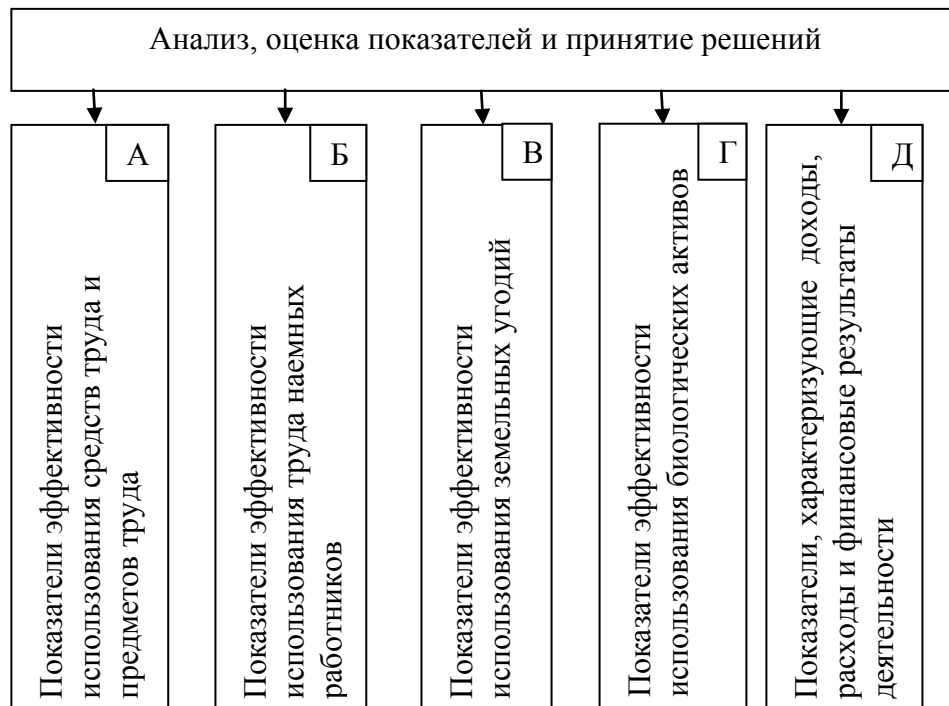 Анализ, оценка показателей и принятие решений
А
Показатели эффективности
использования средств труда и
предметов труда
Б
Показатели эффективности
использования труда наемных
работников
В
Показатели эффективности
использования земельных угодий
Г
Показатели эффективности
использования биологических активов
Д
Показатели, характеризующие доходы,
расходы и финансовые результаты
деятельности